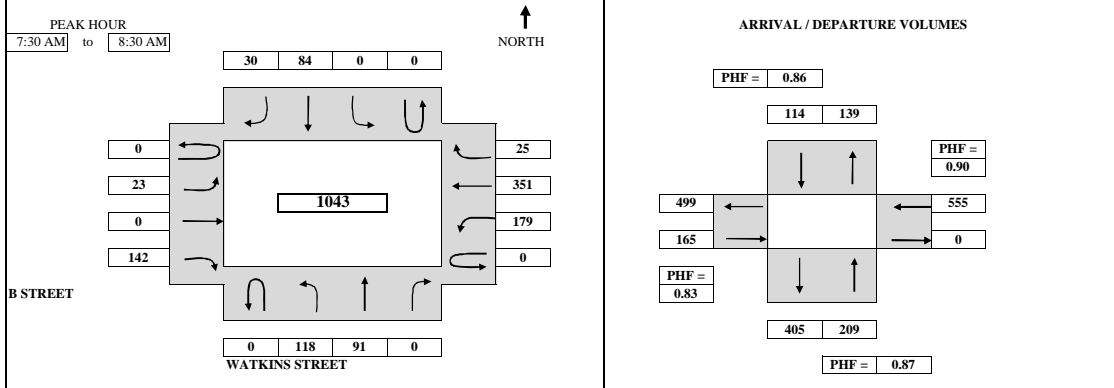 PEAK HOUR
7:30 AM to 8:30 AM
NORTH
30 84 0 0
0
23
0
142
1043
25
351
179
0
B STREET
0 118 91 0
WATKINS STREET
ARRIVAL / DEPARTURE VOLUMES
PHF = 0.86
114 139
PHF =
0.90
499
165
555
0
PHF =
0.83
405 209
PHF = 0.87